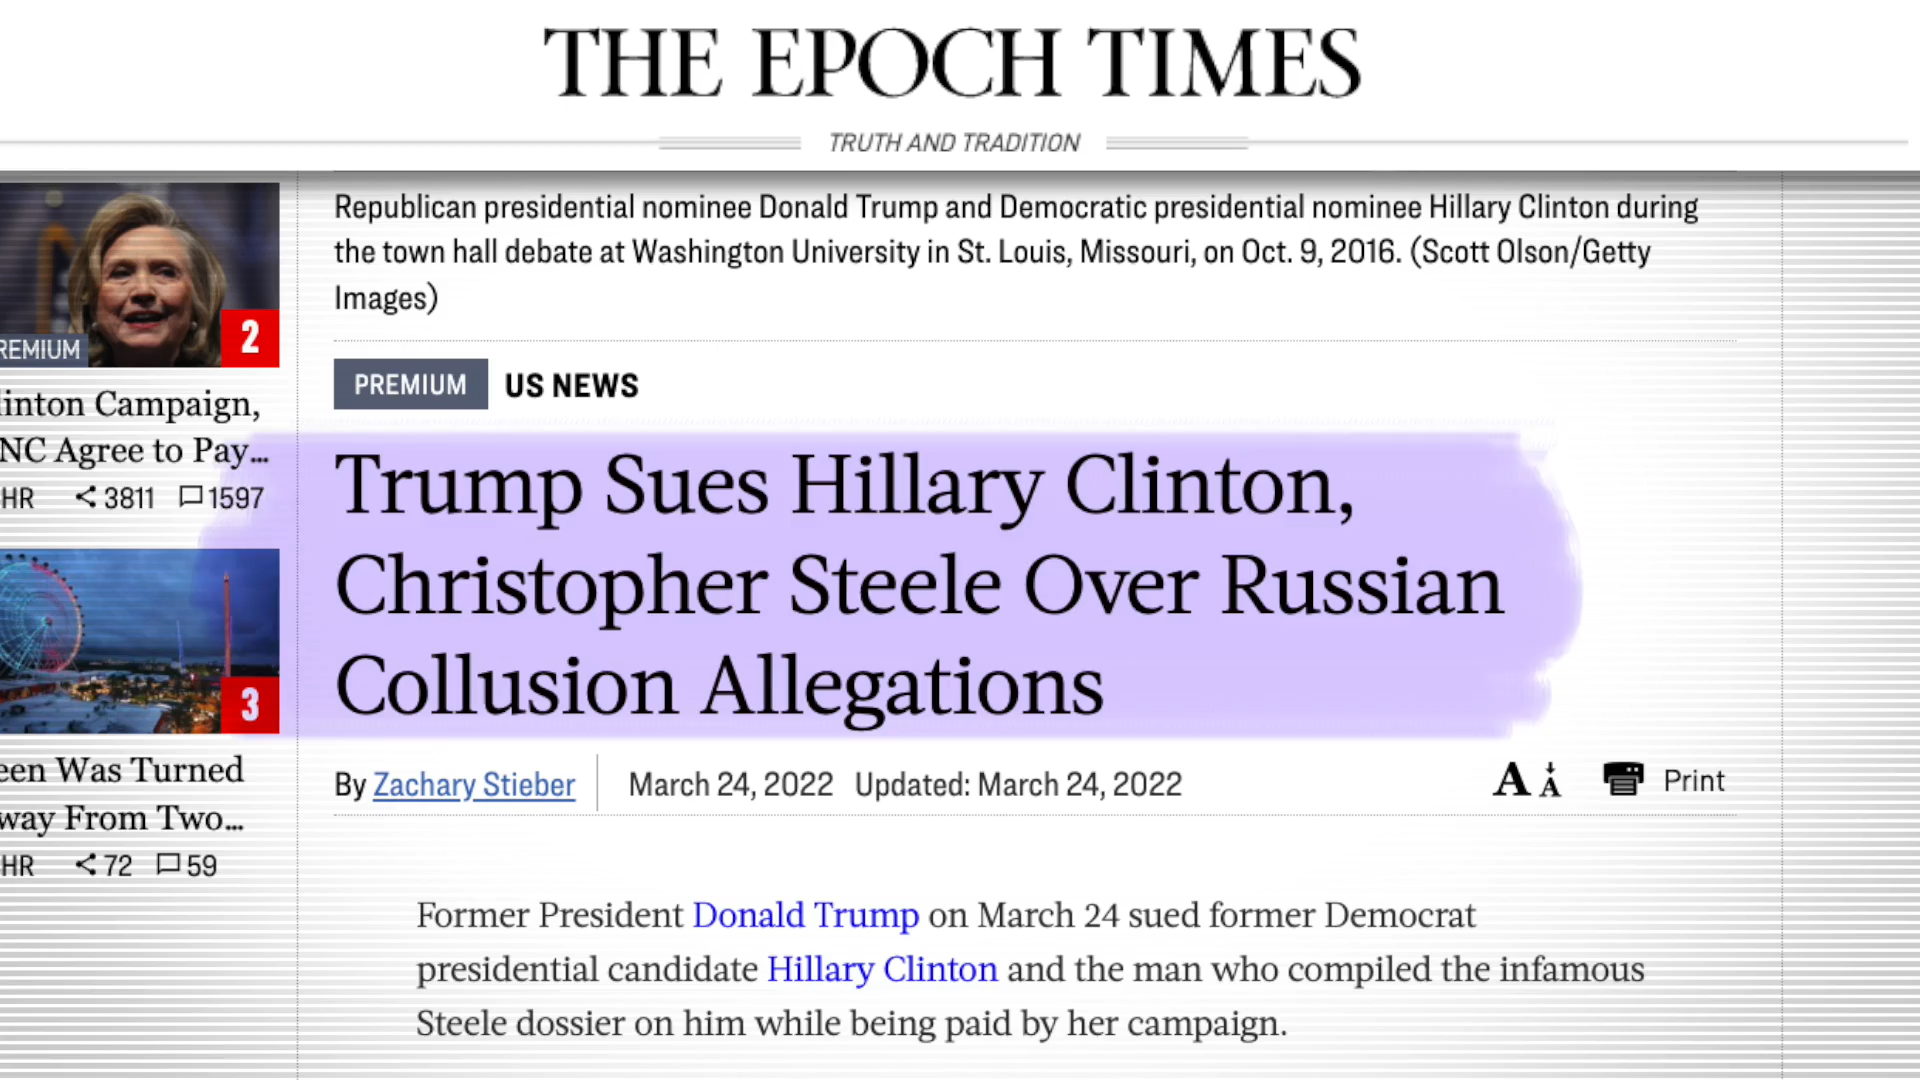 THE EPOCH TIMES
TRUTH AND TRADITION
REMIUM
2
linton Campaign,
NC Agree to Pay...
HR 3811 1597
3
een Was Turned
way From Two...
HR 72 59
Republican presidential nominee Donald Trump and Democratic presidential nominee Hillary Clinton during
the town hall debate at Washington University in St. Louis, Missouri, on Oct. 9, 2016. (Scott Olson/Getty
Images)
PREMIUM US NEWS
Trump Sues Hillary Clinton,
Christopher Steele Over Russian
Collusion Allegations
By Zachary Stieber March 24, 2022 Updated: March 24, 2022 A A Print
Former President Donald Trump on March 24 sued former Democrat
presidential candidate Hillary Clinton and the man who compiled the infamous
Steele dossier on him while being paid by her campaign.